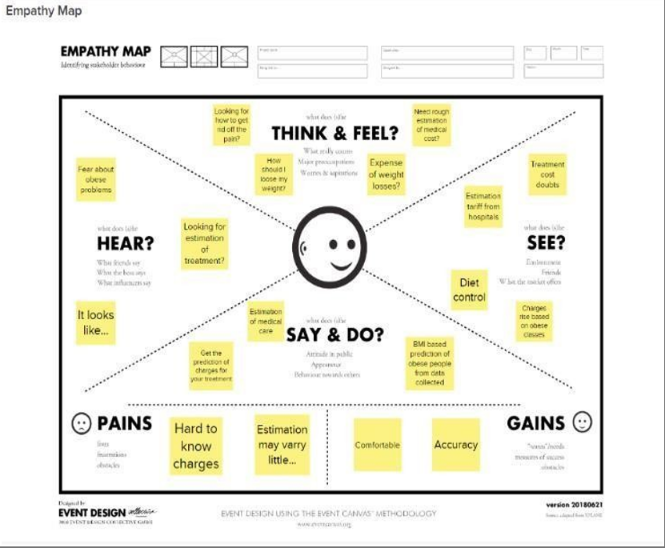 Empathy Map
EMPATHY MAP
Identifying stakeholder behaviour
Looking for
how to get
rid off the
pain?
what does (s)he
THINK & FEEL?
What really counts
Major preoccupations
Worries & aspirations
Need rough
estimation
of medical
cost?
How
should I
loose my
weight?
Expense
of weight
losses?
Fear about
obese
problems
what does (s)he
HEAR?
What friends say
What the boss says
What influencers say
Looking for
estimation
of
treatment?
It looks
like...
Treatment
cost
doubts
Estimation
tariff from
hospitals
what does (s)he
SEE?
Environment
Friends
What the market offers
Diet
control
Charges
rise based
on obese
classes
Estimation
of medical
care
what does (s)he
SAY & DO?
Attitude in public
Appearance
Behaviour towards others
Get the
prediction of
charges for
your treatment
BMI based
prediction of
obese people
from data
collected
PAINS
fears
frustrations
obstacles
Hard to
know
charges
Estimation
may varry
little...
Comfortable
Accuracy
GAINS
"wants"/needs
measures of success
obstacles
Designed by
EVENT DESIGN collective
EVENT DESIGN USING THE EVENT CANVAS™ METHODOLOGY
version 20180621